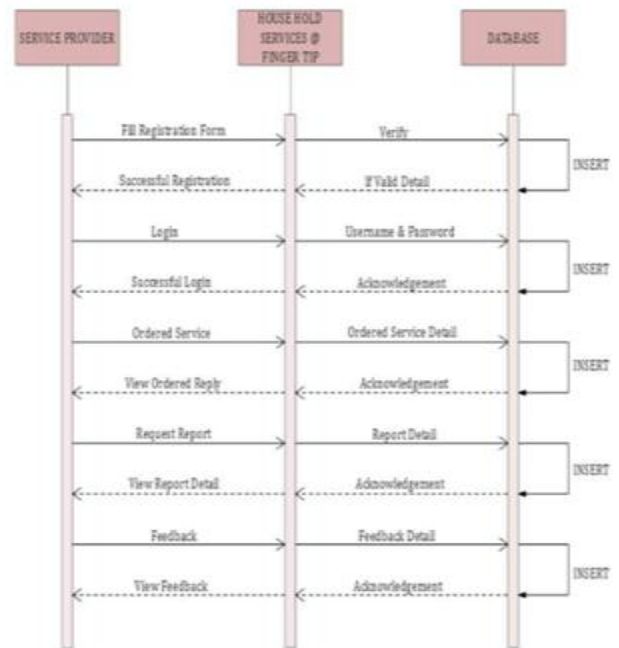 SERVICE PROVIDER
HOUSE HOLD
SERVICES @
FINGER TIP
DATABASE
Fill Registration Form
Verify
INSERT
Successful Registration
If Valid Detail
Login
Username & Password
INSERT
Successful Login
Acknowledgement
Ordered Service
Ordered Service Detail
INSERT
View Ordered Reply
Acknowledgement
Request Report
Report Detail
INSERT
View Report Detail
Acknowledgement
Feedback
Feedback Detail
INSERT
View Feedback
Acknowledgement